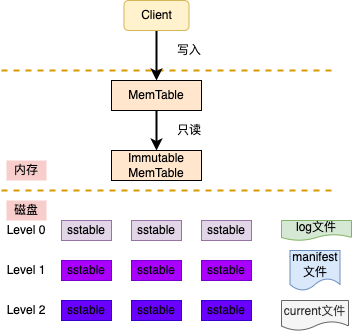 Client
写入
MemTable
只读
Immutable
MemTable
内存
磁盘
Level 0 sstable sstable sstable log文件
Level 1 sstable sstable sstable manifest
文件
Level 2 sstable sstable sstable current文件